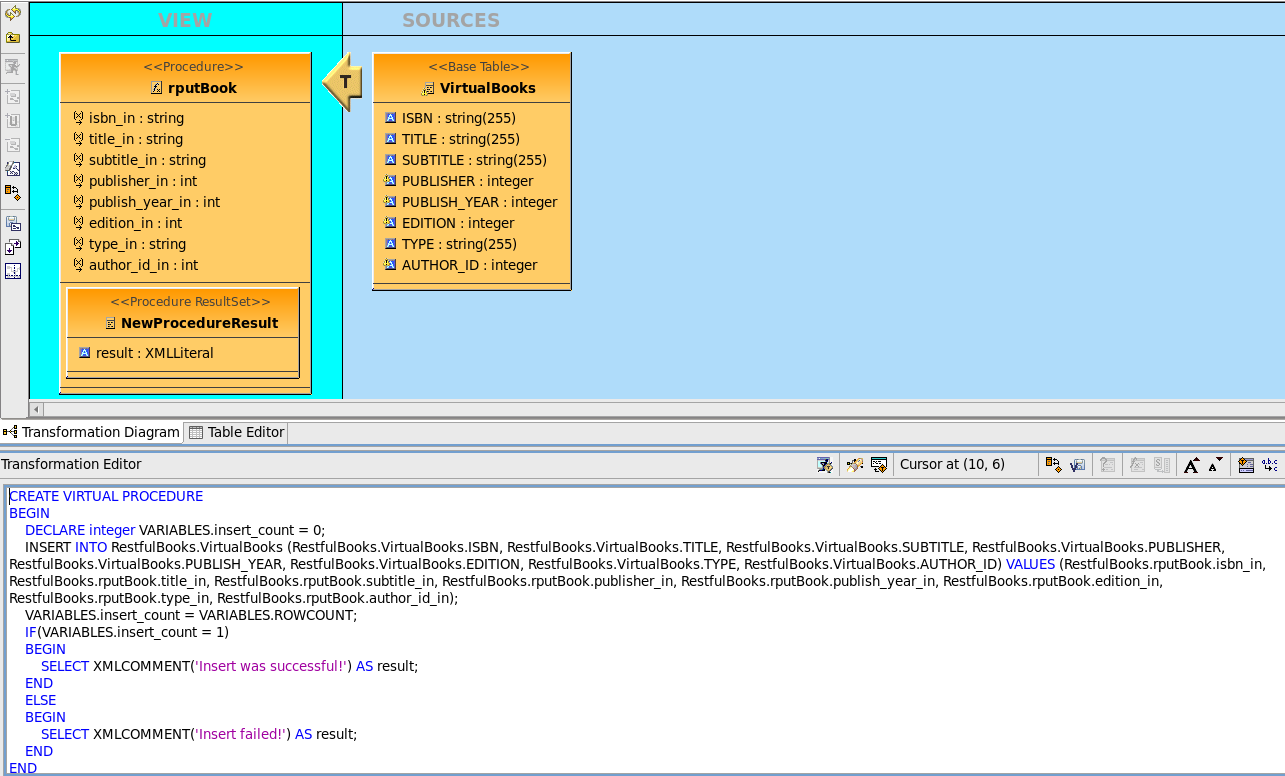 VIEW
SOURCES
<<Procedure>>
rputBook
isbn_in : string
title_in : string
subtitle_in : string
publisher_in : int
publish_year_in : int
edition_in : int
type_in : string
author_id_in : int
<<Procedure ResultSet>>
NewProcedureResult
result : XMLLiteral
T
<<Base Table>>
VirtualBooks
ISBN : string(255)
TITLE : string(255)
SUBTITLE : string(255)
PUBLISHER : integer
PUBLISH_YEAR : integer
EDITION : integer
TYPE : string(255)
AUTHOR_ID : integer
Transformation Diagram
Table Editor
Transformation Editor
Cursor at (10, 6)
CREATE VIRTUAL PROCEDURE
BEGIN
DECLARE integer VARIABLES.insert_count = 0;
INSERT INTO RestfulBooks.VirtualBooks (RestfulBooks.VirtualBooks.ISBN, RestfulBooks.VirtualBooks.TITLE, RestfulBooks.VirtualBooks.SUBTITLE, RestfulBooks.VirtualBooks.PUBLISHER,
RestfulBooks.VirtualBooks.PUBLISH_YEAR, RestfulBooks.VirtualBooks.EDITION, RestfulBooks.VirtualBooks.TYPE, RestfulBooks.VirtualBooks.AUTHOR_ID) VALUES (RestfulBooks.rputBook.isbn_in,
RestfulBooks.rputBook.title_in, RestfulBooks.rputBook.subtitle_in, RestfulBooks.rputBook.publisher_in, RestfulBooks.rputBook.publish_year_in, RestfulBooks.rputBook.edition_in,
RestfulBooks.rputBook.type_in, RestfulBooks.rputBook.author_id_in);
VARIABLES.insert_count = VARIABLES.ROWCOUNT;
IF(VARIABLES.insert_count = 1)
BEGIN
SELECT XMLCOMMENT('Insert was successful!') AS result;
END
ELSE
BEGIN
SELECT XMLCOMMENT('Insert failed!') AS result;
END
END